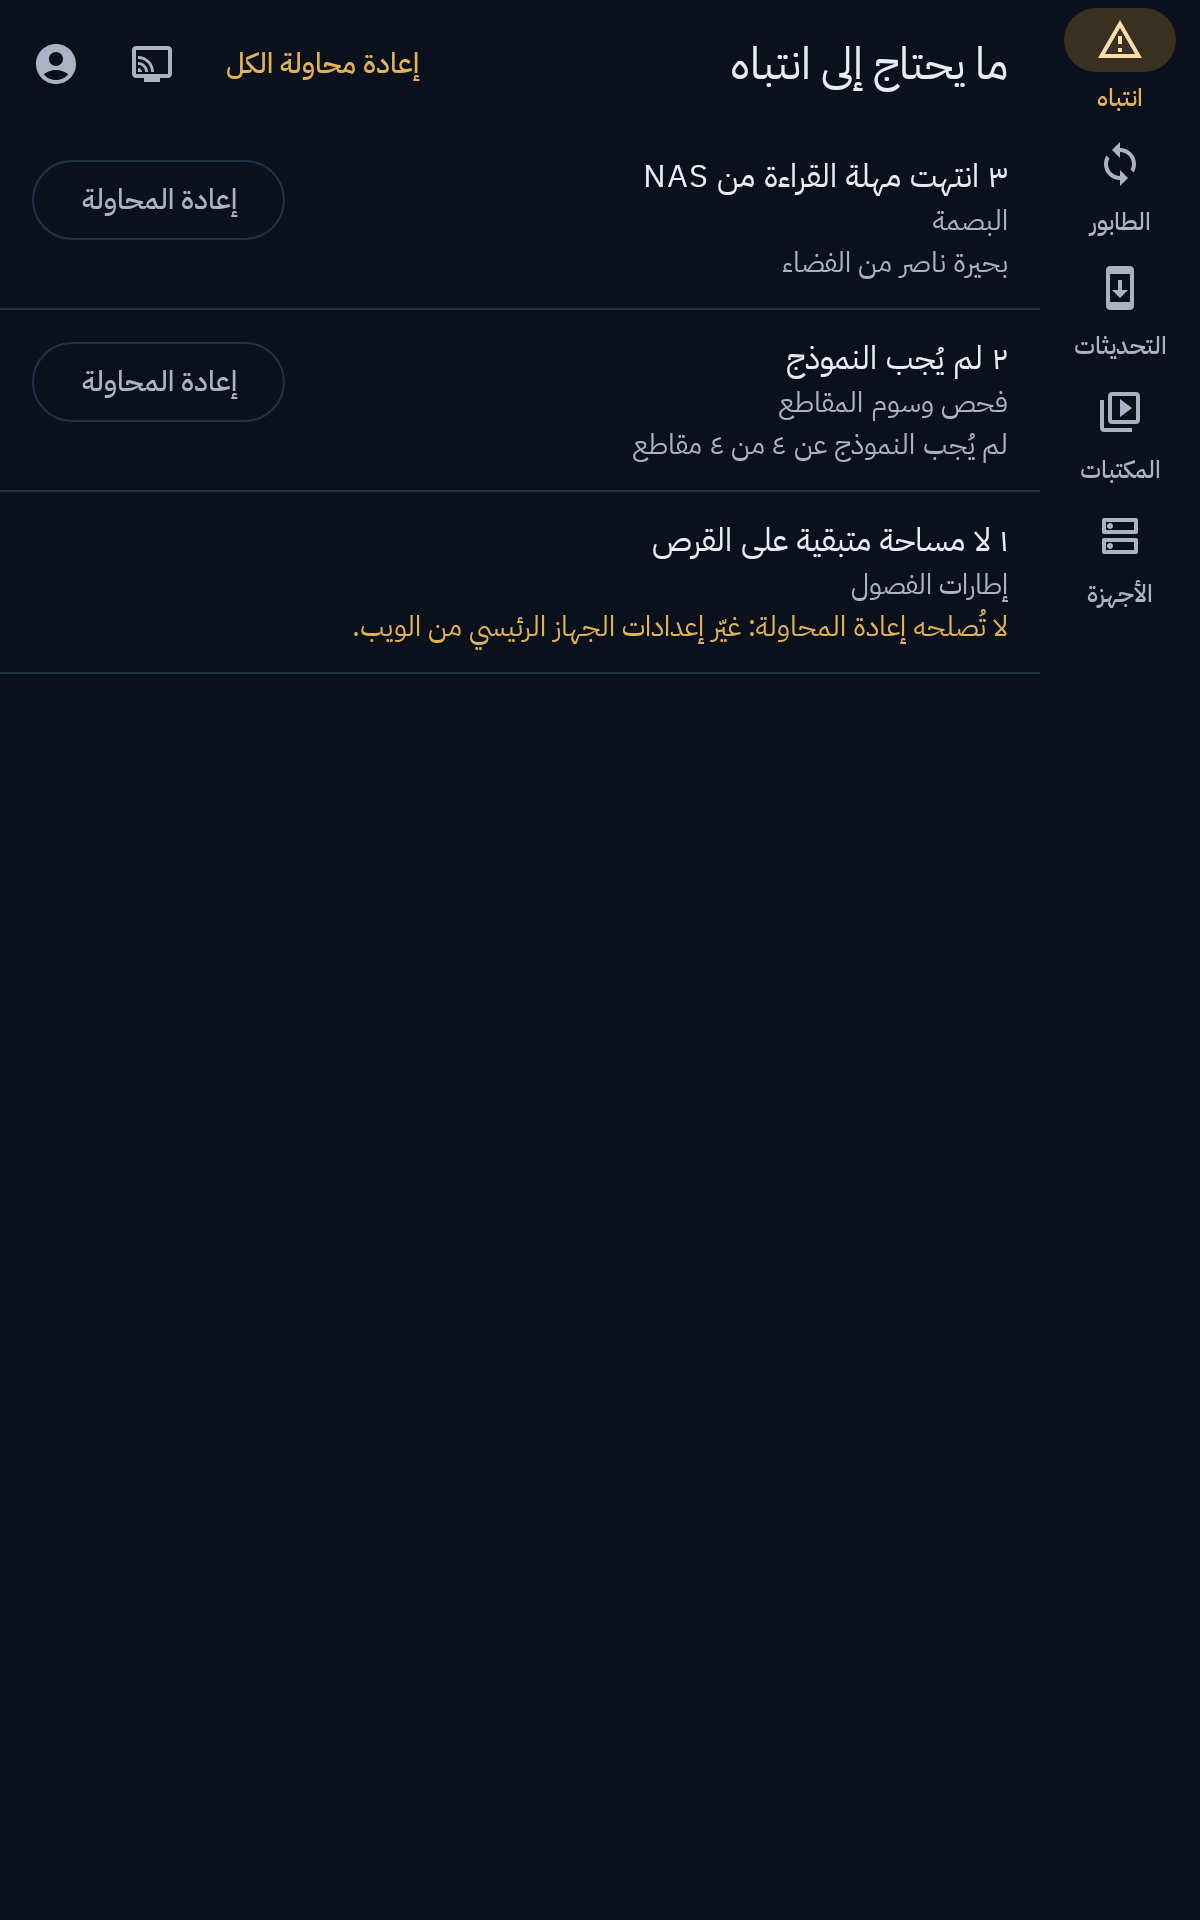 انتباه
الطابور
التحديثات
المكتبات
الأجهزة
ما يحتاج إلى انتباه
إعادة محاولة الكل
٣ انتهت مهلة القراءة من NAS
البصمة
بحيرة ناصر من الفضاء
إعادة المحاولة
٢ لم يُجب النموذج
فحص وسوم المقاطع
لم يُجب النموذج عن ٤ من ٤ مقاطع
إعادة المحاولة
١ لا مساحة متبقية على القرص
إطارات الفصول
لا تُصلحه إعادة المحاولة: غيّر إعدادات الجهاز الرئيسي من الويب.